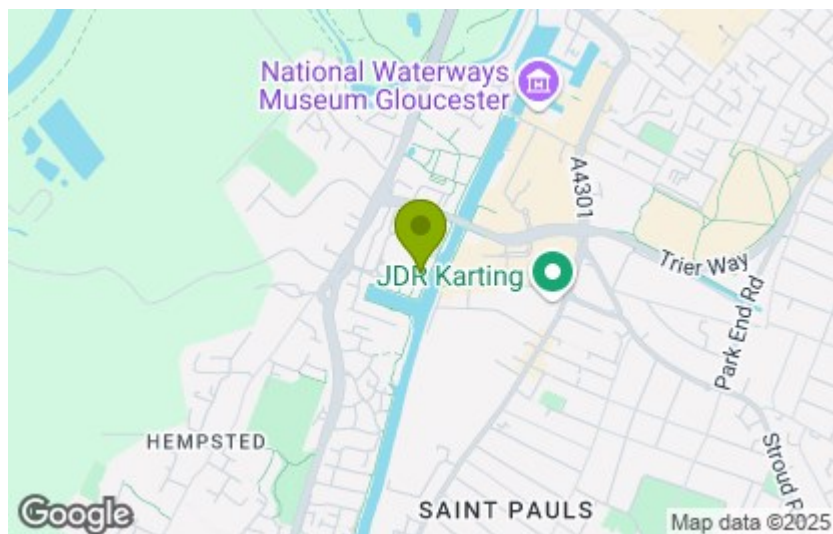 National Waterways
Museum Gloucester
A4301
Trier Way
JDR Karting
Park End Rd
HEMPSTED
Stroud R
SAINT PAULS
Google
Map data ©2025